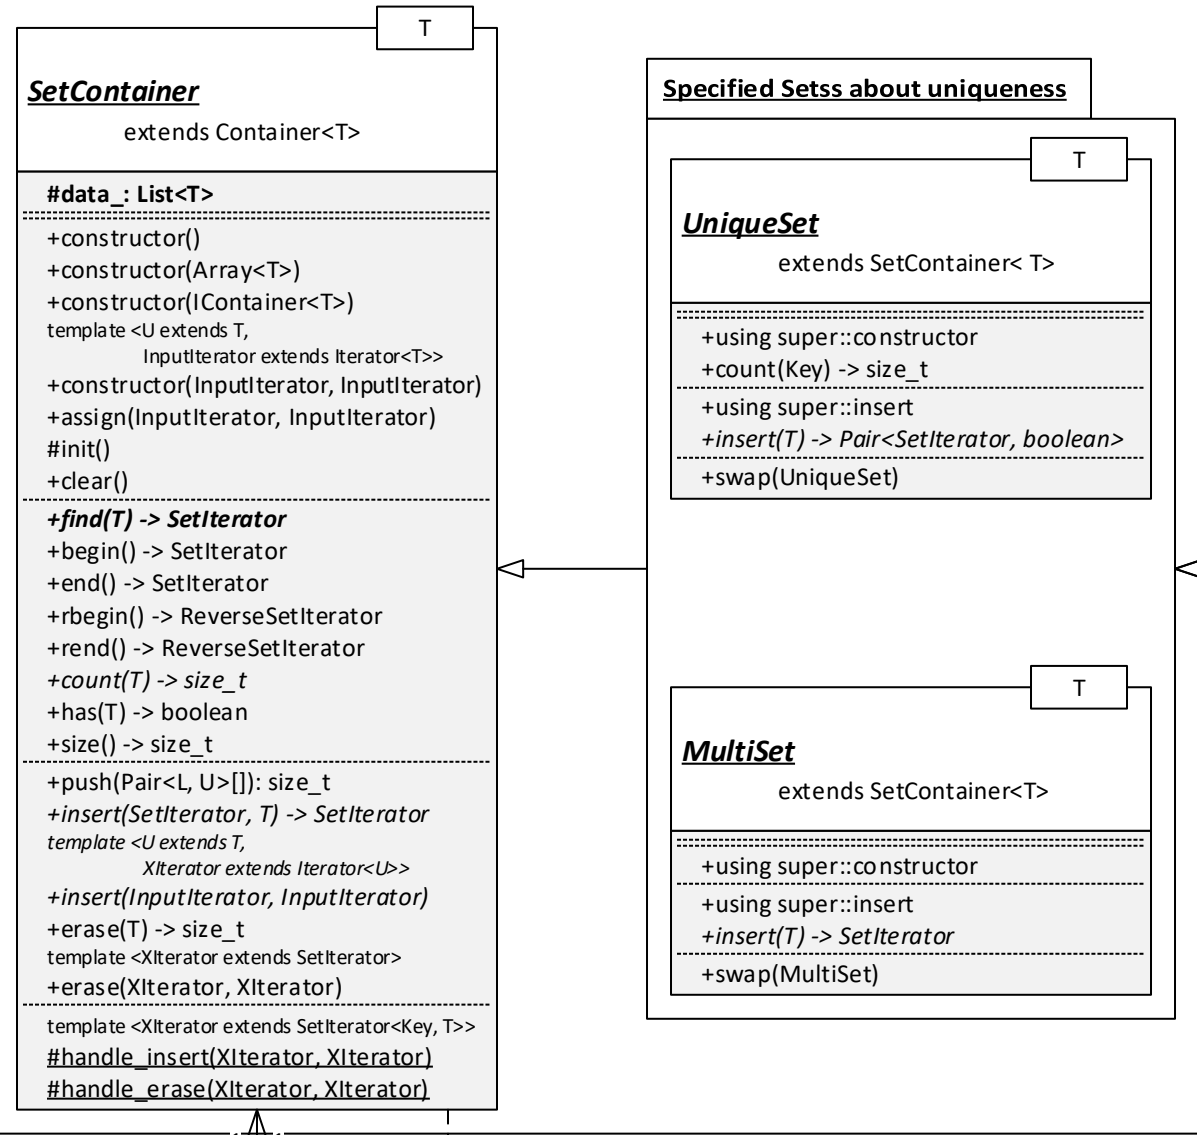 T
SetContainer
extends Container<T>
#data_: List<T>
+constructor()
+constructor(Array<T>)
+constructor(IContainer<T>)
template <U extends T,
InputIterator extends Iterator<T>>
+constructor(InputIterator, InputIterator)
+assign(InputIterator, InputIterator)
#init()
+clear()
+find(T) -> SetIterator
+begin() -> SetIterator
+end() -> SetIterator
+rbegin() -> ReverseSetIterator
+rend() -> ReverseSetIterator
+count(T) -> size_t
+has(T) -> boolean
+size() -> size_t
+push(Pair<L, U>[]): size_t
+insert(SetIterator, T) -> SetIterator
template <U extends T,
XIterator extends Iterator<U>>
+insert(InputIterator, InputIterator)
+erase(T) -> size_t
template <XIterator extends SetIterator>
+erase(XIterator, XIterator)
template <XIterator extends SetIterator<Key, T>>
#handle_insert(XIterator, XIterator)
#handle_erase(XIterator, XIterator)
Specified Setss about uniqueness
T
UniqueSet
extends SetContainer< T>
+using super::constructor
+count(Key) -> size_t
+using super::insert
+insert(T) -> Pair<SetIterator, boolean>
+swap(UniqueSet)
T
MultiSet
extends SetContainer<T>
+using super::constructor
+using super::insert
+insert(T) -> SetIterator
+swap(MultiSet)